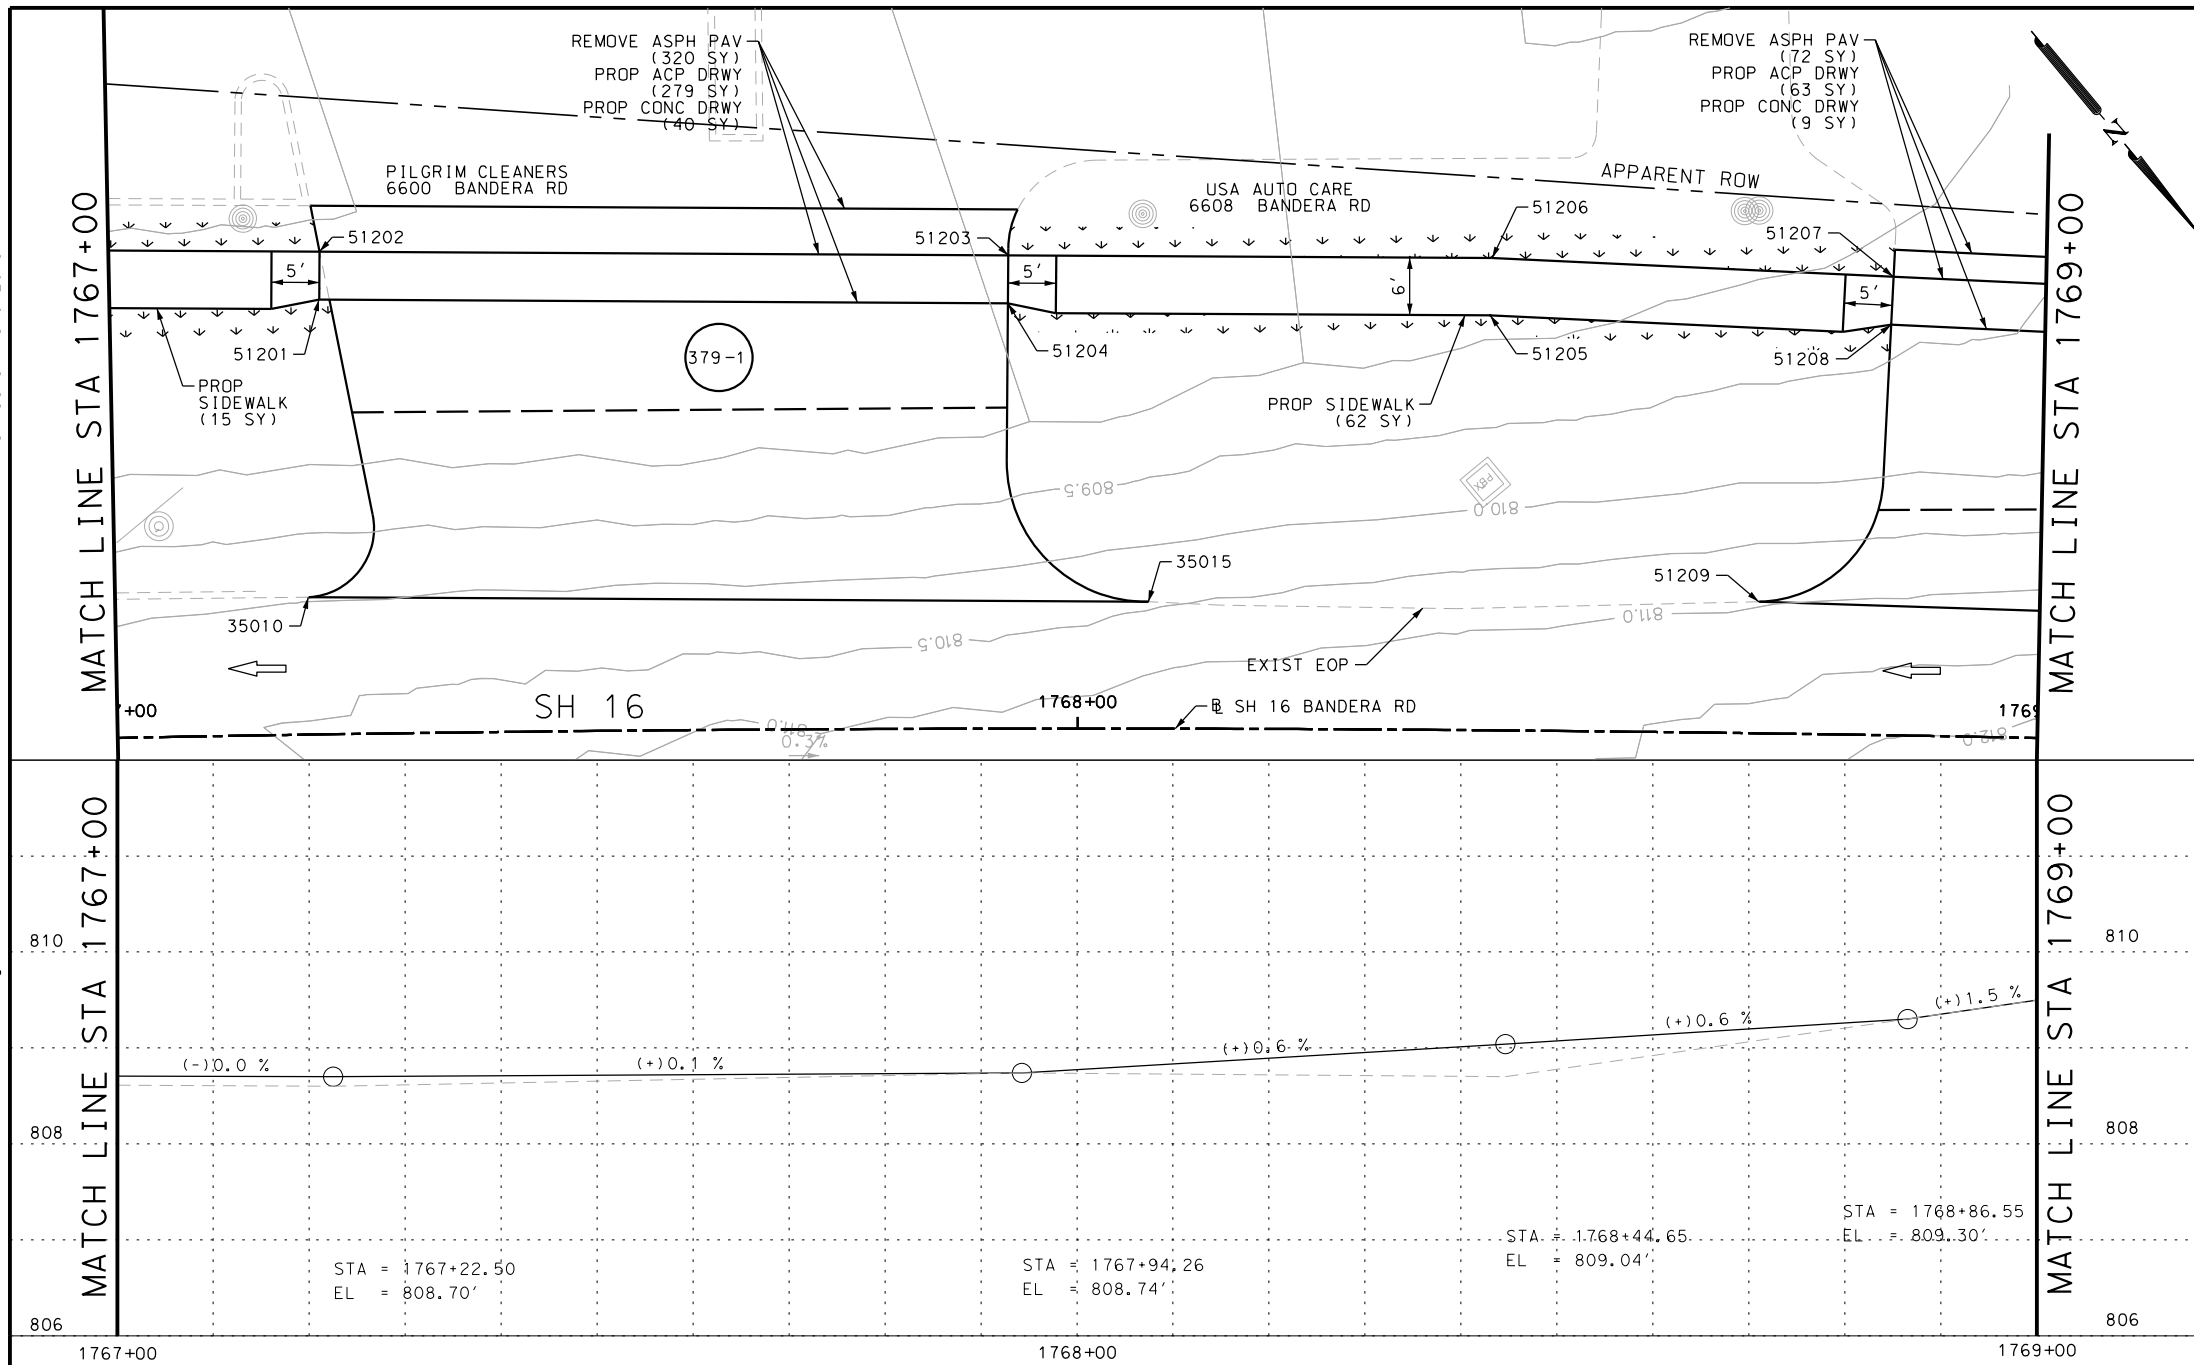 REMOVE ASPH PAV
(320 SY)
PROP ACP DRWY
(279 SY)
PROP CONC DRWY
(40 SY)
REMOVE ASPH PAV
(72 SY)
PROP ACP DRWY
(63 SY)
PROP CONC DRWY
(9 SY)
N
PILGRIM CLEANERS
6600 BANDERA RD
USA AUTO CARE
6608 BANDERA RD
APPARENT ROW
MATCH LINE STA 1767+00
MATCH LINE STA 1769+00
51202
51203
51206
51207
5'
5'
6'
5'
51201
51204
51205
51208
379-1
PROP
SIDEWALK
(15 SY)
PROP SIDEWALK
(62 SY)
809.5
PBX
810.0
35015
51209
35010
810.5
811.0
EXIST EOP
SH 16
+00
1768+00
SH 16 BANDERA RD
1769
811.0
0.3%
812.0
MATCH LINE STA 1767+00
MATCH LINE STA 1769+00
810
810
(-)0.0 %
(+)0.1 %
(+)0.6 %
(+)0.6 %
(+)1.5 %
808
808
STA = 1767+22.50
EL = 808.70'
STA = 1767+94.26
EL = 808.74'
STA = 1768+44.65
EL = 809.04'
STA = 1768+86.55
EL = 809.30'
806
806
1767+00
1768+00
1769+00